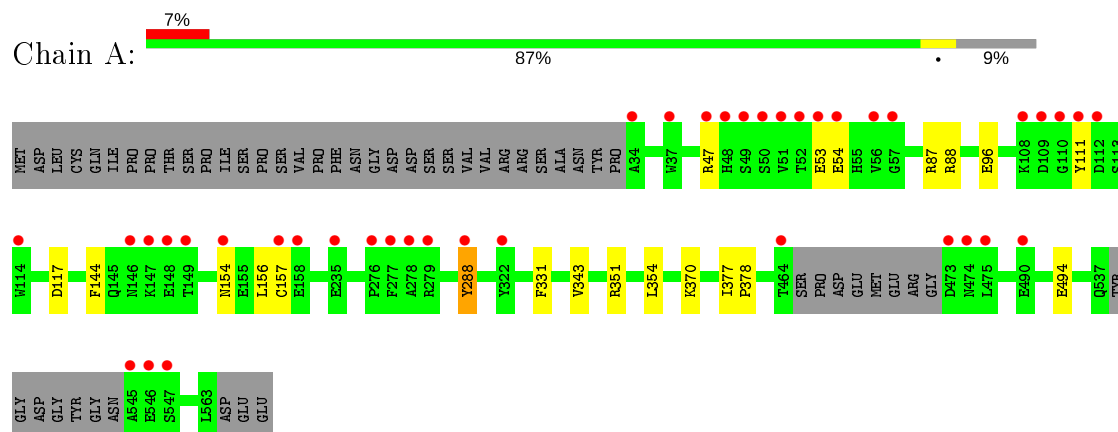 7%
Chain A:
87%
•
9%
MET ASP LEU CYS GLN ILE PRO PRO THR SER PRO ILE SER PRO SER VAL PRO PHE ASN GLY ASP ASP SER SER VAL VAL ARG ARG SER ALA ASN TYR PRO A34 W37 R47 H48 S49 S50 V51 T52 E53 E54 H55 V56 G57 R87 R88 E96 K108 D109 G110 Y111 D112 S113
W114 D117 F144 Q145 N146 K147 E148 T149 N154 E155 L156 C157 E158 E235 P276 F277 A278 R279 Y288 Y322 F331 V343 R351 L354 K370 I377 P378 T464 SER PRO ASP GLU MET GLU ARG GLY D473 N474 L475 E490 E494 Q537 TYR
GLY ASP GLY TYR GLY ASN A545 E546 S547 L563 ASP GLU GLU